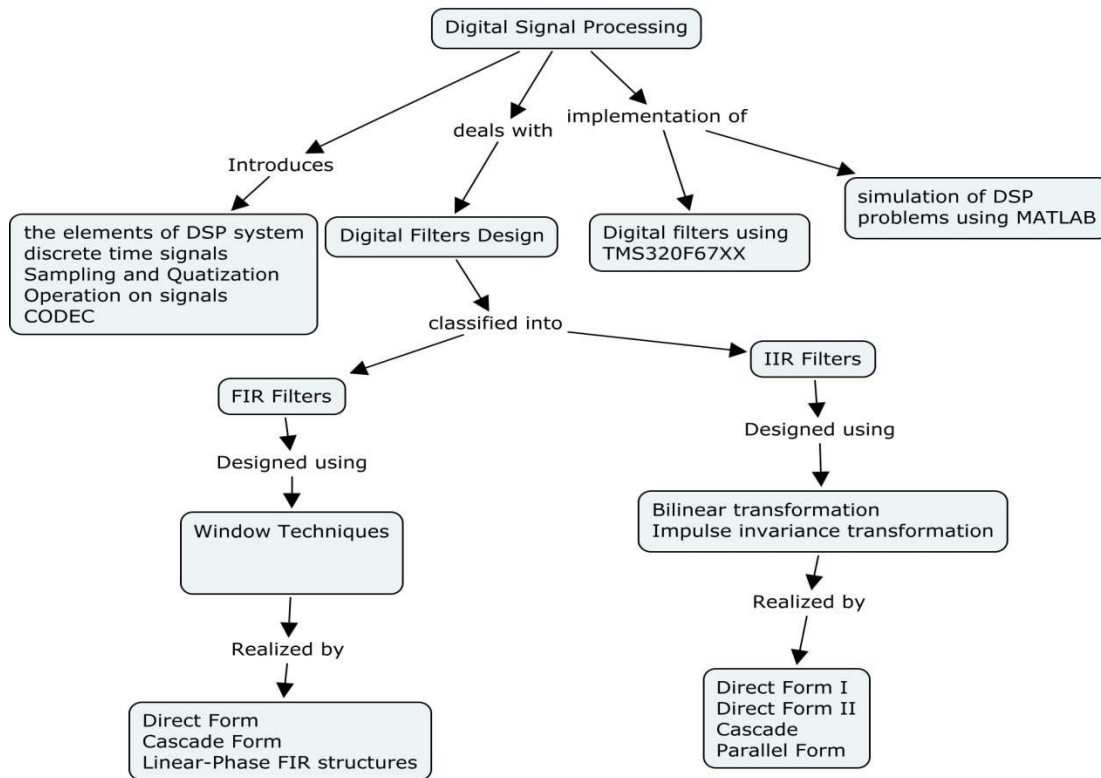 Digital Signal Processing
deals with
implementation of
Introduces
the elements of DSP system
discrete time signals
Sampling and Quatization
Operation on signals
CODEC
Digital Filters Design
Digital filters using
TMS320F67XX
simulation of DSP
problems using MATLAB
classified into
FIR Filters
IIR Filters
Designed using
Designed using
Window Techniques
Bilinear transformation
Impulse invariance transformation
Realized by
Realized by
Direct Form
Cascade Form
Linear-Phase FIR structures
Direct Form I
Direct Form II
Cascade
Parallel Form